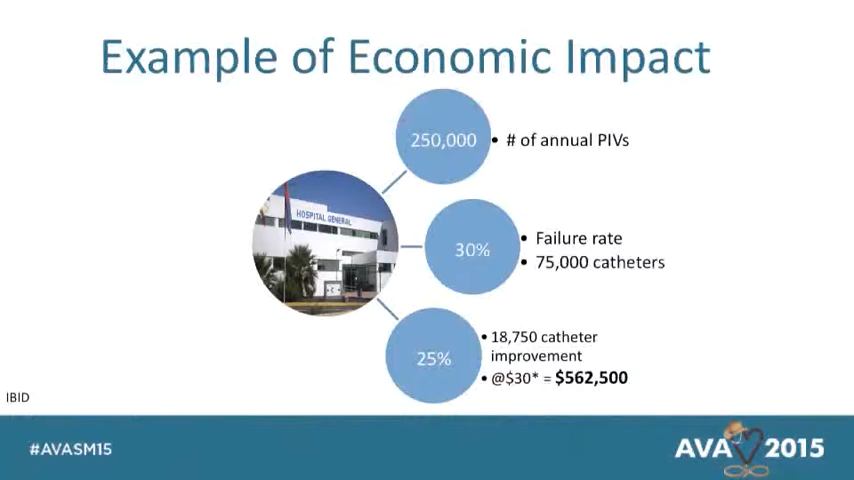 Example of Economic Impact
250,000
• # of annual PIVs
HOSPITAL GENERAL
30%
• Failure rate
• 75,000 catheters
25%
• 18,750 catheter
improvement
• @$30* = $562,500
IBID
#AVASM15
AVA 2015